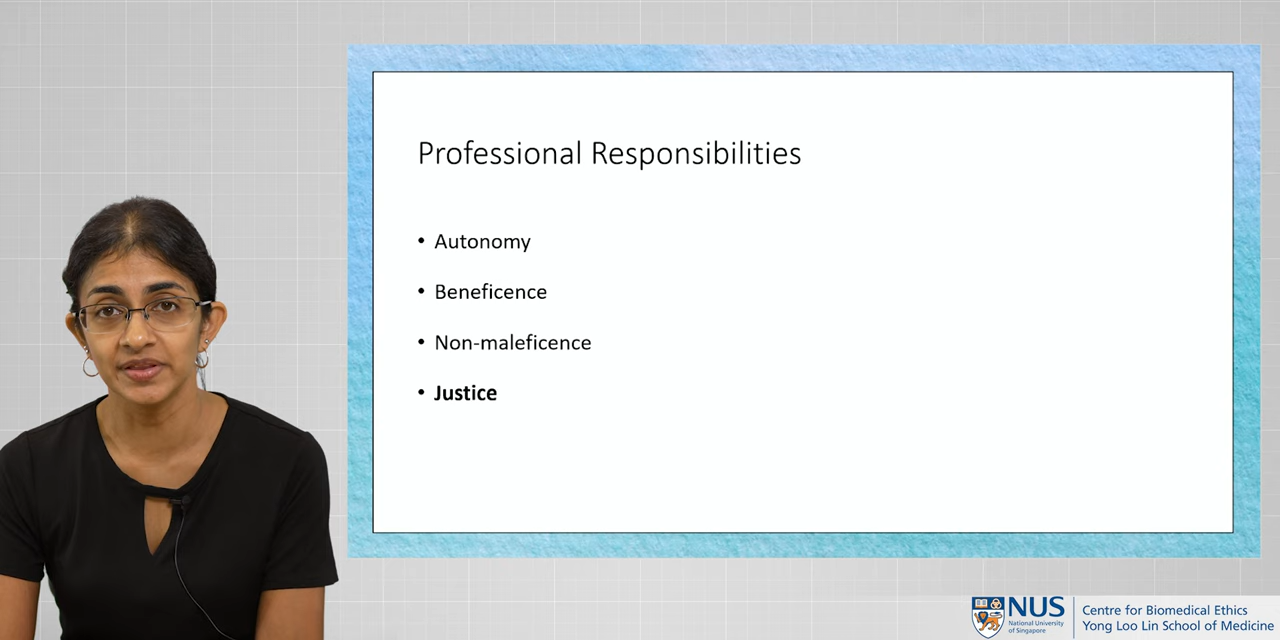 Professional Responsibilities
• Autonomy
• Beneficence
• Non-maleficence
• Justice
NUS
National University
of Singapore
Centre for Biomedical Ethics
Yong Loo Lin School of Medicine